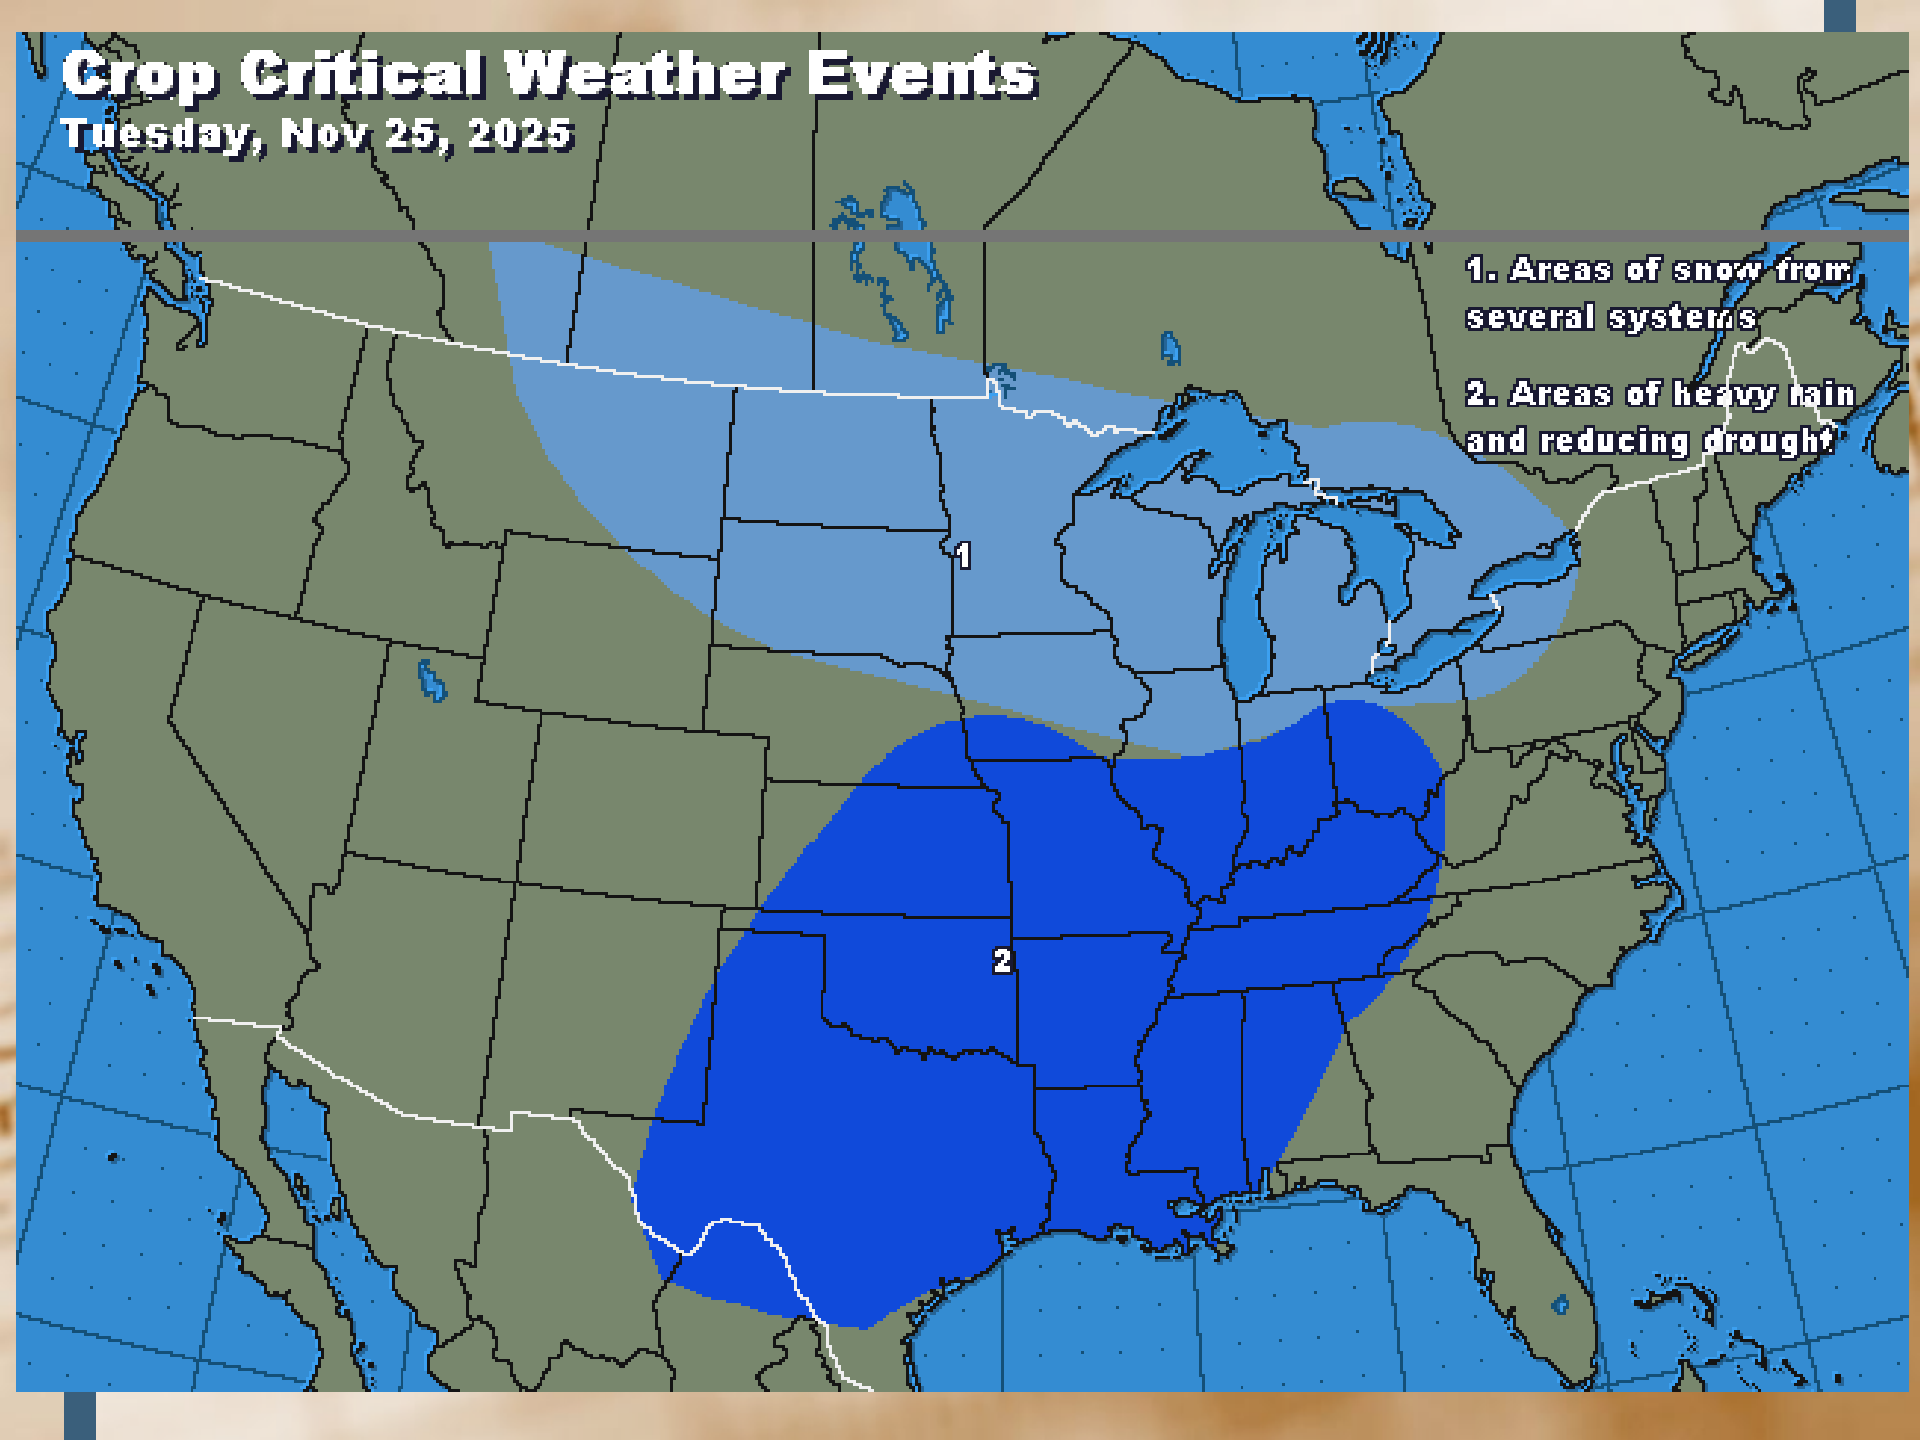 Crop Critical Weather Events
Tuesday, Nov 25, 2025
1. Areas of snow from
several systems
2. Areas of heavy rain
and reducing drought
1
2